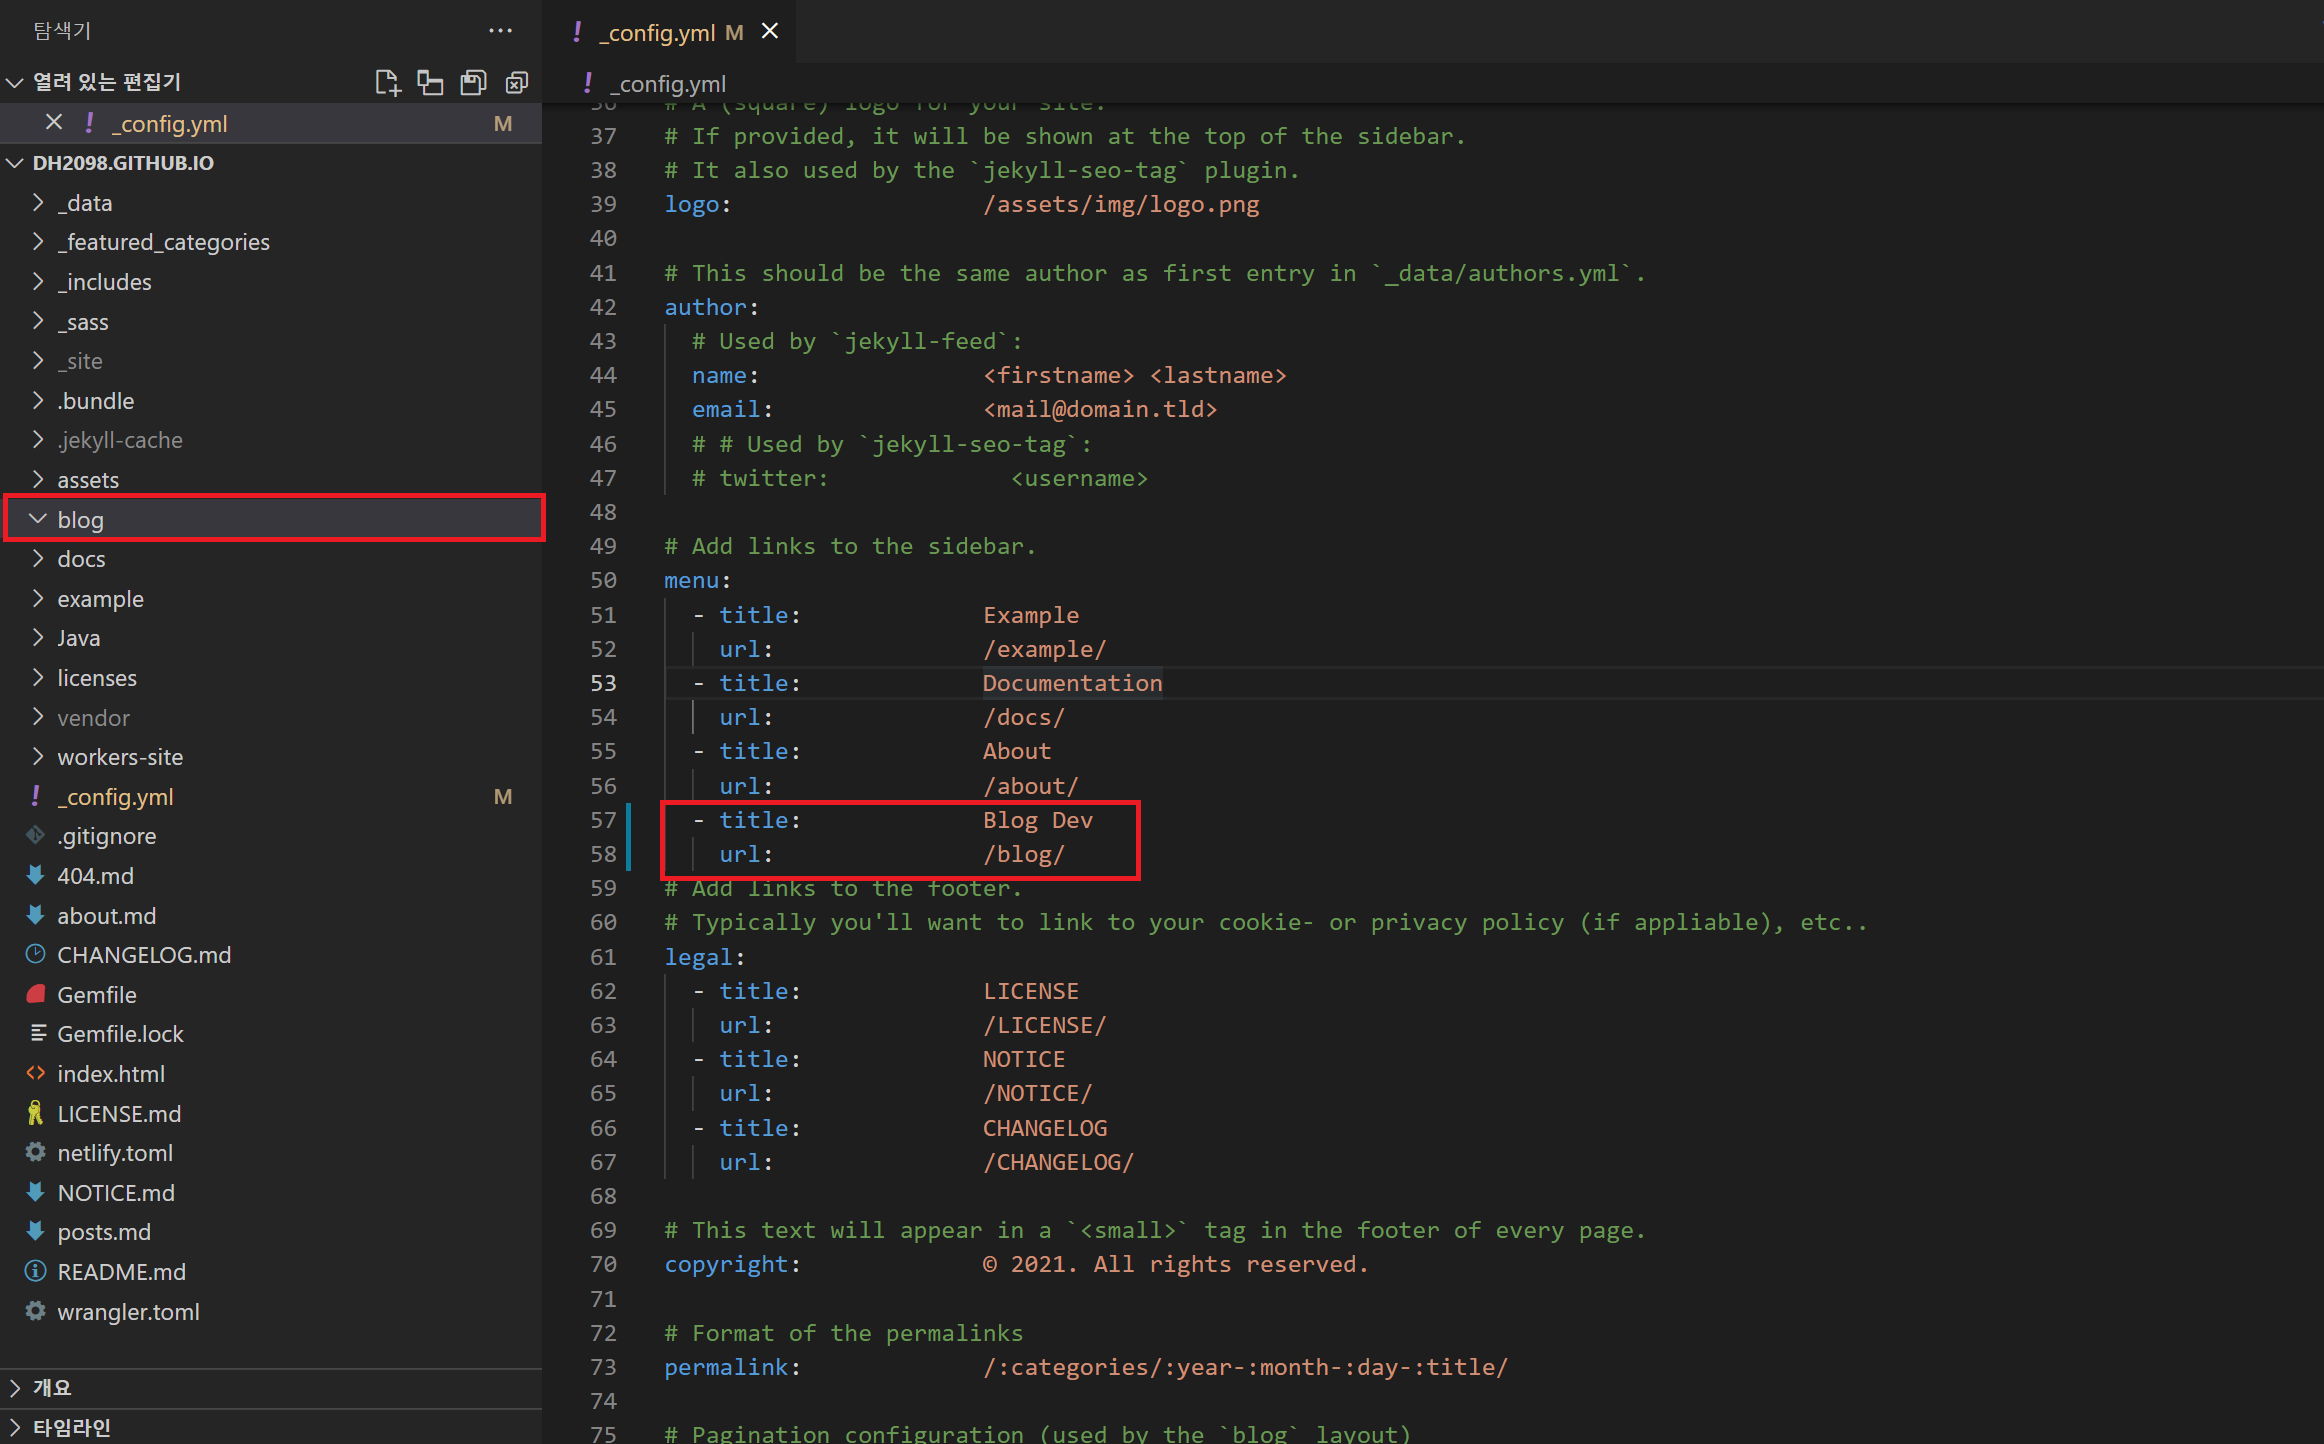 탐색기
열려 있는 편집기
_config.yml M
DH2098.GITHUB.IO
_data
_featured_categories
_includes
_sass
_site
.bundle
.jekyll-cache
assets
blog
docs
example
Java
licenses
vendor
workers-site
_config.yml M
.gitignore
404.md
about.md
CHANGELOG.md
Gemfile
Gemfile.lock
index.html
LICENSE.md
netlify.toml
NOTICE.md
posts.md
README.md
wrangler.toml
개요
타임라인
_config.yml M
_config.yml
36 # A (square) logo for your site.
37 # If provided, it will be shown at the top of the sidebar.
38 # It also used by the `jekyll-seo-tag` plugin.
39 logo: /assets/img/logo.png
40
41 # This should be the same author as first entry in `_data/authors.yml`.
42 author:
43 # Used by `jekyll-feed`:
44 name: <firstname> <lastname>
45 email: <mail@domain.tld>
46 # # Used by `jekyll-seo-tag`:
47 # twitter: <username>
48
49 # Add links to the sidebar.
50 menu:
51 - title: Example
52 url: /example/
53 - title: Documentation
54 url: /docs/
55 - title: About
56 url: /about/
57 - title: Blog Dev
58 url: /blog/
59 # Add links to the footer.
60 # Typically you'll want to link to your cookie- or privacy policy (if appliable), etc..
61 legal:
62 - title: LICENSE
63 url: /LICENSE/
64 - title: NOTICE
65 url: /NOTICE/
66 - title: CHANGELOG
67 url: /CHANGELOG/
68
69 # This text will appear in a `<small>` tag in the footer of every page.
70 copyright: © 2021. All rights reserved.
71
72 # Format of the permalinks
73 permalink: /:categories/:year-:month-:day-:title/
74
75 # Pagination configuration (used by the `blog` layout)